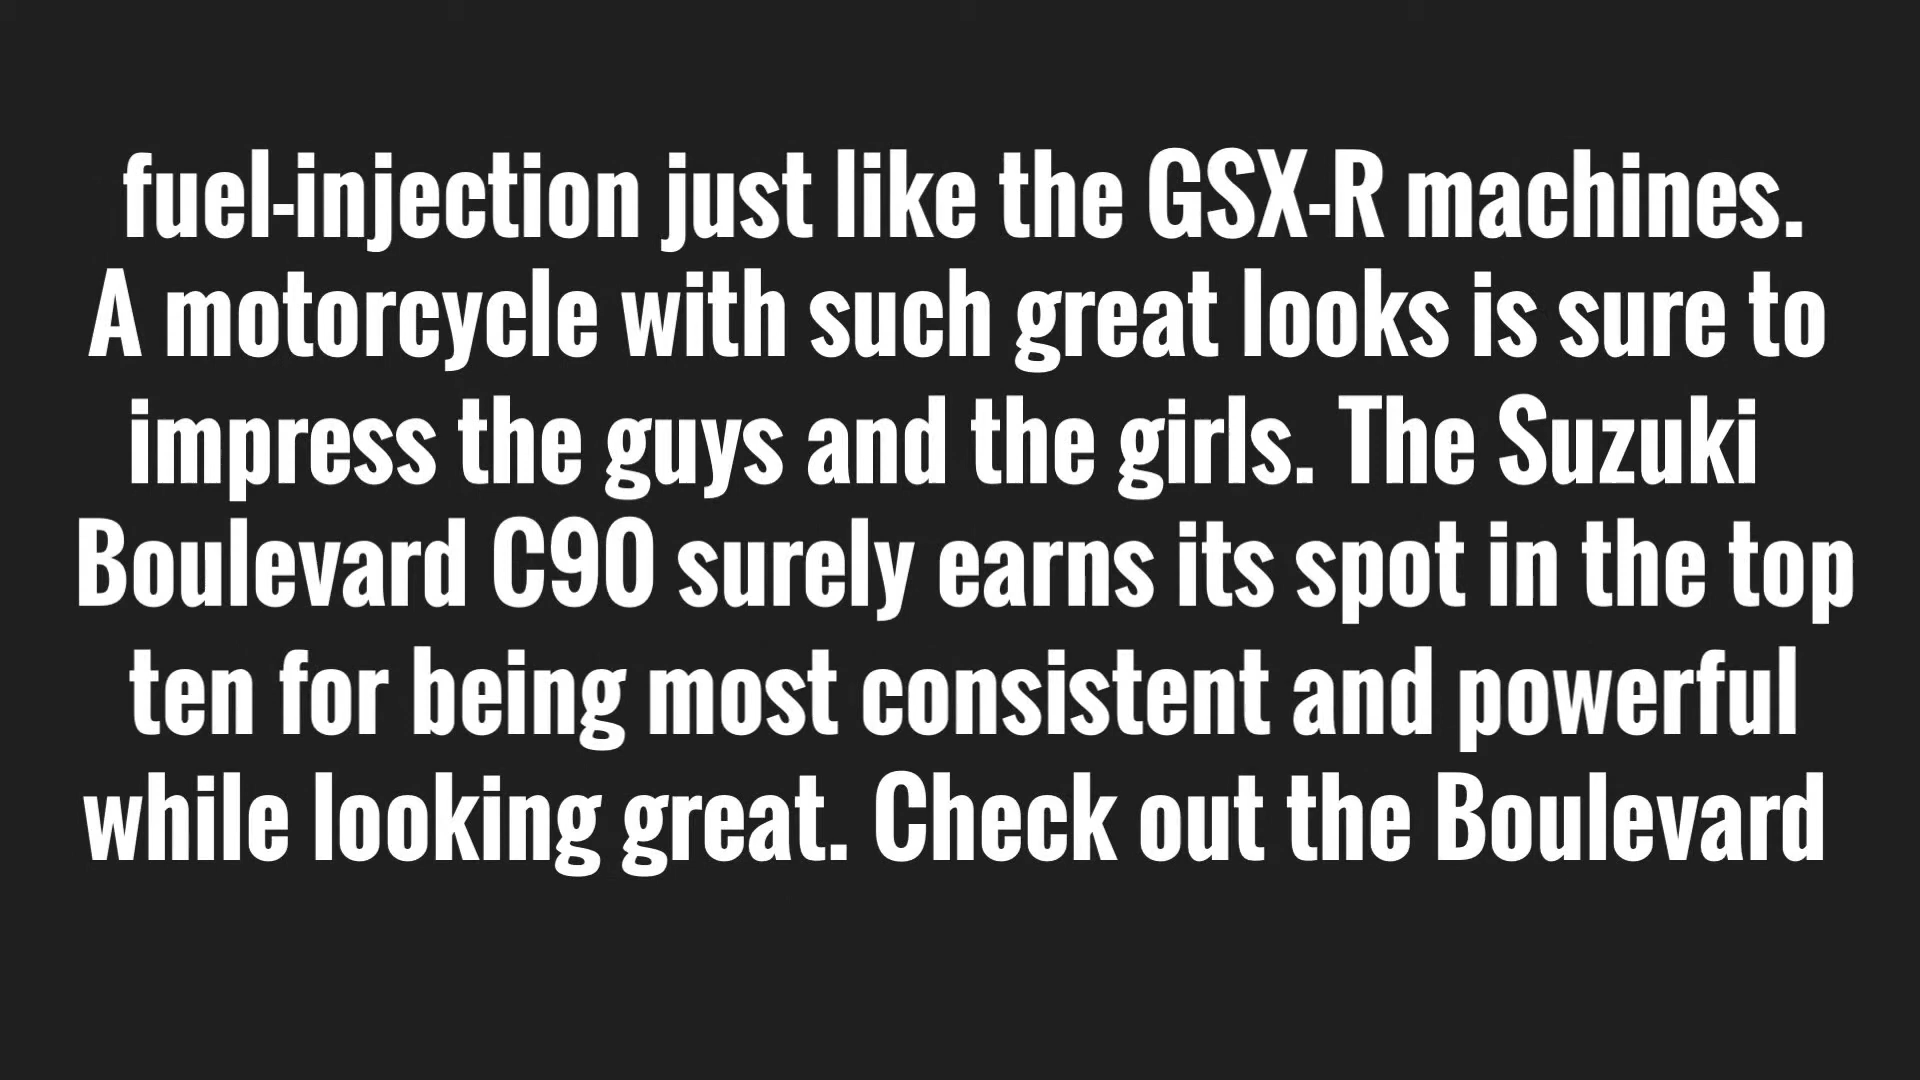 fuel-injection just like the GSX-R machines.
A motorcycle with such great looks is sure to
impress the guys and the girls. The Suzuki
Boulevard C90 surely earns its spot in the top
ten for being most consistent and powerful
while looking great. Check out the Boulevard